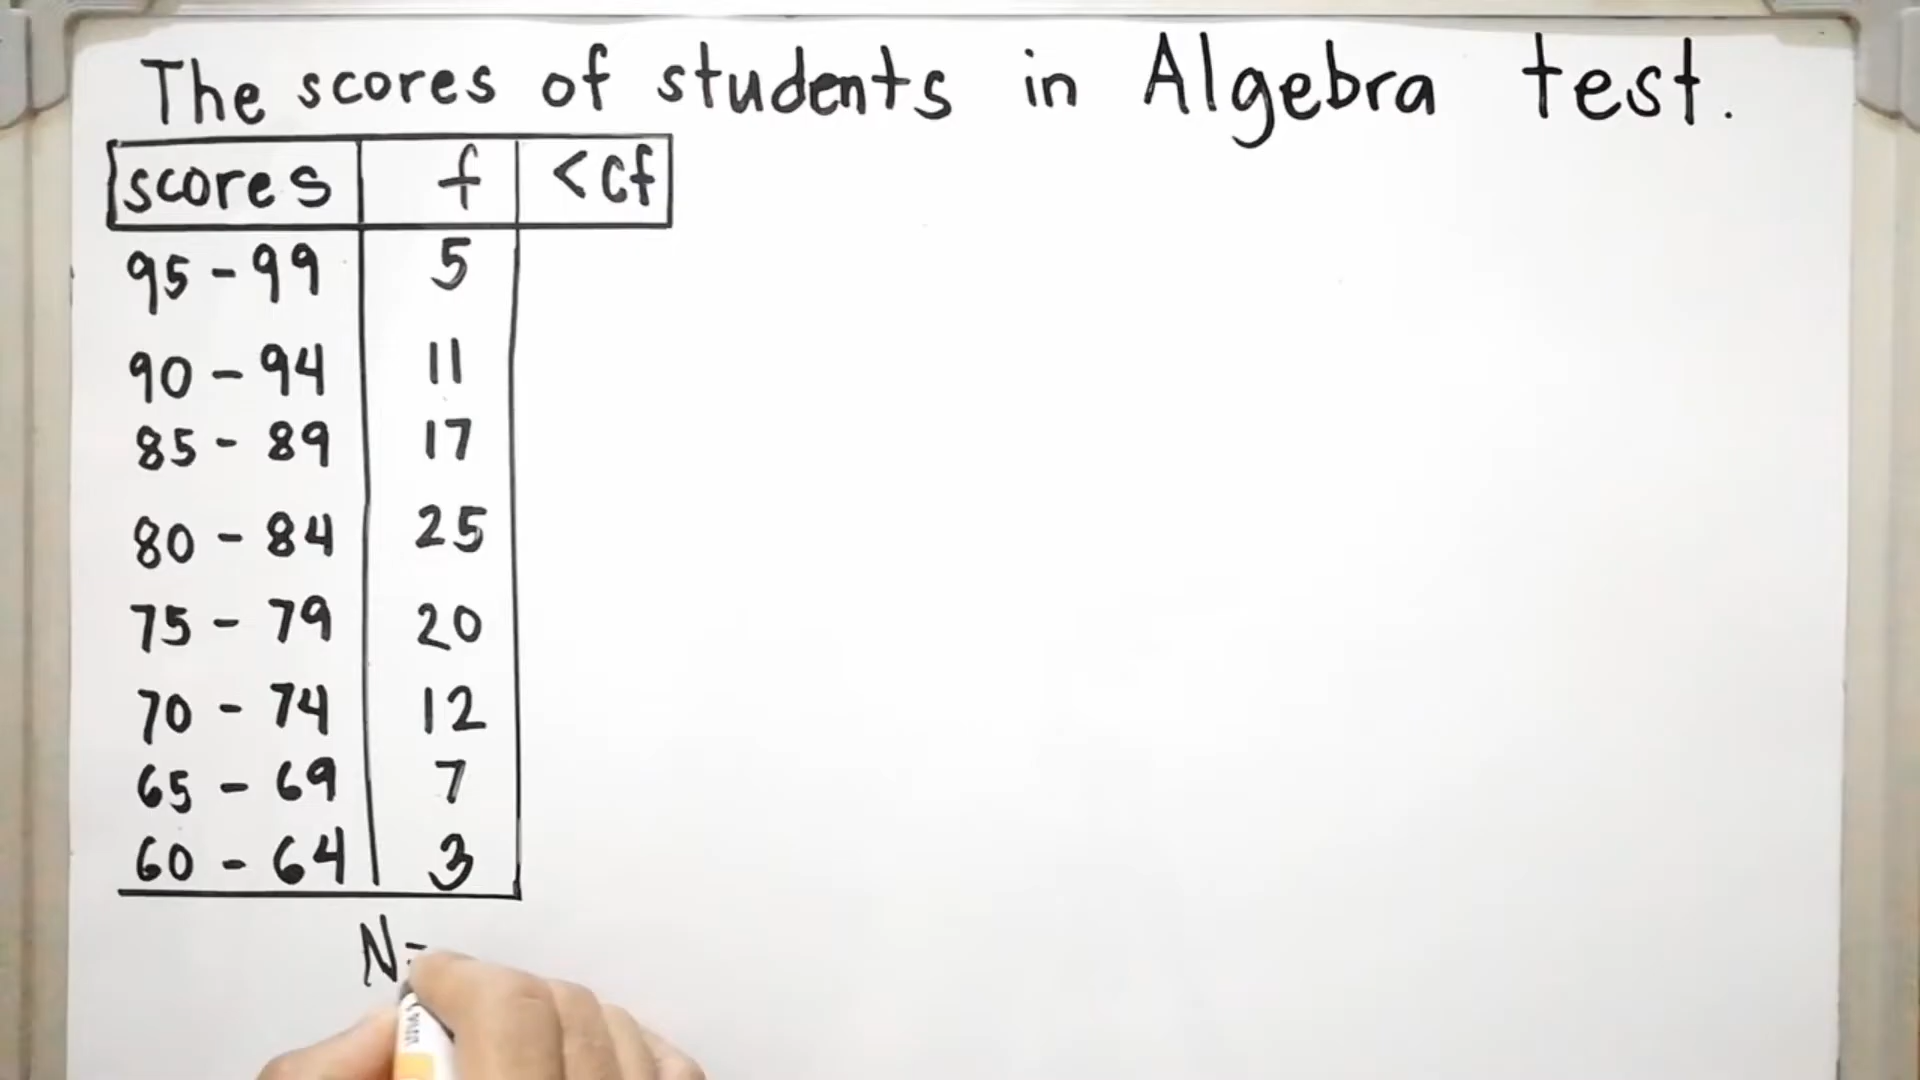 The scores of students in Algebra test.
scores f <cf
95 - 99 5
90 - 94 11
85 - 89 17
80 - 84 25
75 - 79 20
70 - 74 12
65 - 69 7
60 - 64 3
N=